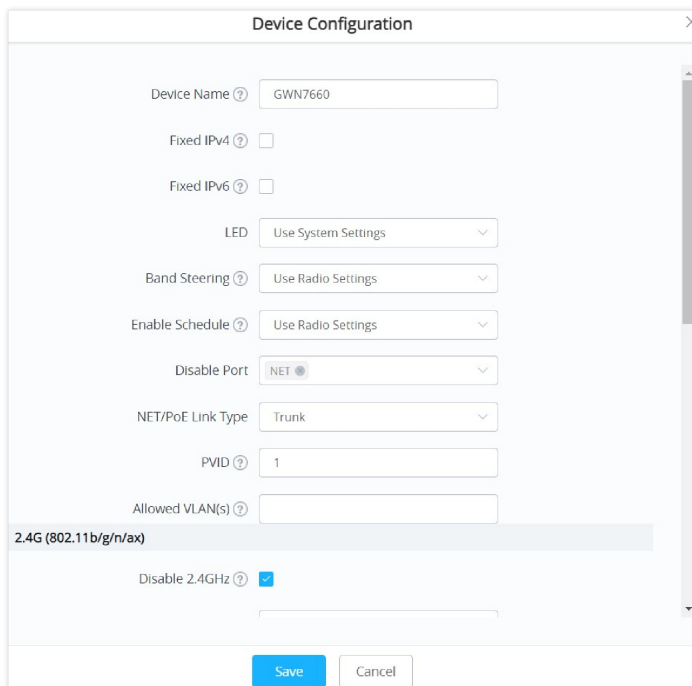 Device Configuration
Device Name ? GWN7660
Fixed IPv4 ?
Fixed IPv6 ?
LED Use System Settings
Band Steering ? Use Radio Settings
Enable Schedule ? Use Radio Settings
Disable Port NET
NET/PoE Link Type Trunk
PVID ? 1
Allowed VLAN(s) ?
2.4G (802.11b/g/n/ax)
Disable 2.4GHz ?
Save Cancel